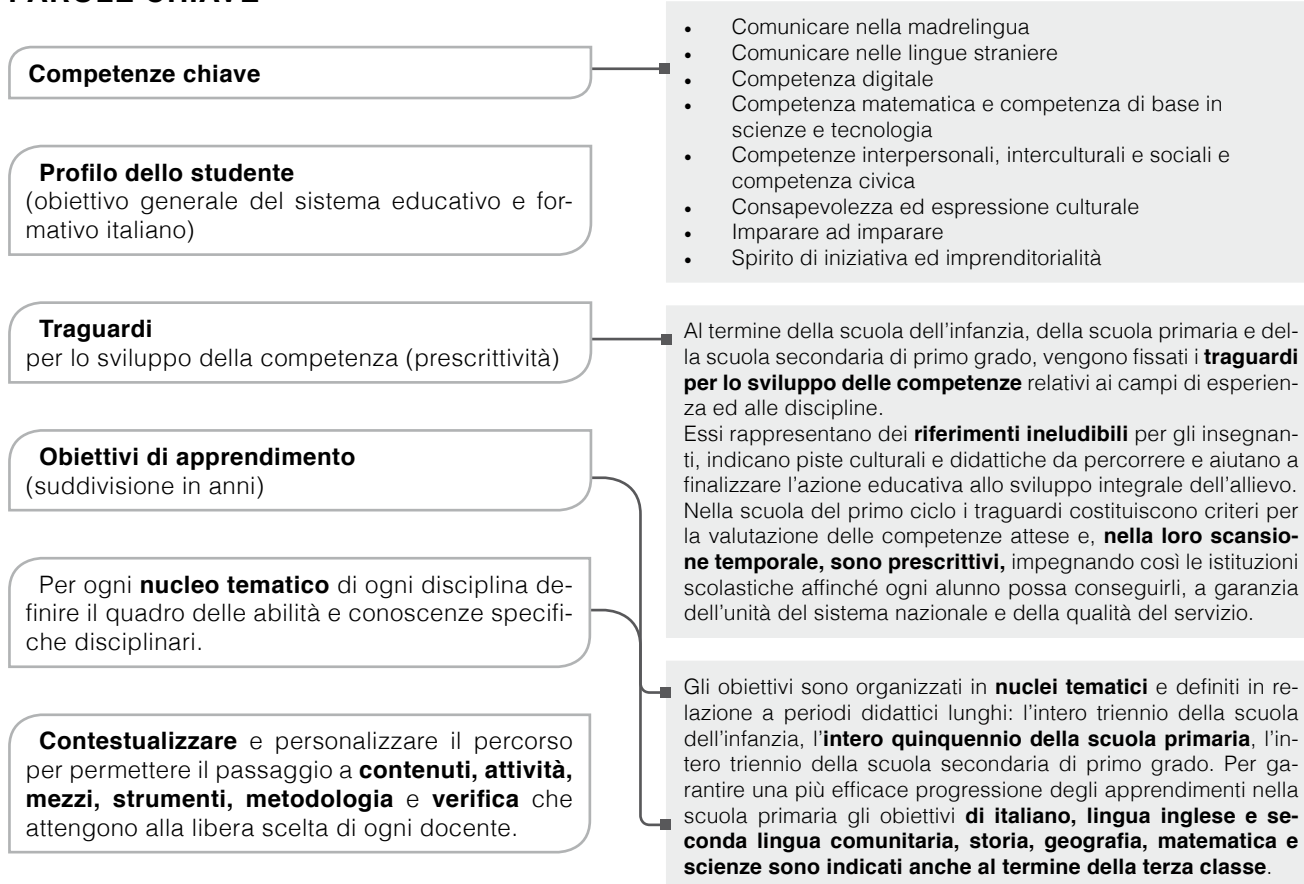 PAROLE CHIAVE
Competenze chiave
Profilo dello studente
(obiettivo generale del sistema educativo e for-
mativo italiano)
Traguardi
per lo sviluppo della competenza (prescrittività)
Obiettivi di apprendimento
(suddivisione in anni)
Per ogni nucleo tematico di ogni disciplina de-
finire il quadro delle abilità e conoscenze specifi-
che disciplinari.
Contestualizzare e personalizzare il percorso
per permettere il passaggio a contenuti, attività,
mezzi, strumenti, metodologia e verifica che
attengono alla libera scelta di ogni docente.
• Comunicare nella madrelingua
• Comunicare nelle lingue straniere
• Competenza digitale
• Competenza matematica e competenza di base in
scienze e tecnologia
• Competenze interpersonali, interculturali e sociali e
competenza civica
• Consapevolezza ed espressione culturale
• Imparare ad imparare
• Spirito di iniziativa ed imprenditorialità
Al termine della scuola dell'infanzia, della scuola primaria e del-
la scuola secondaria di primo grado, vengono fissati i traguardi
per lo sviluppo delle competenze relativi ai campi di esperien-
za ed alle discipline.
Essi rappresentano dei riferimenti ineludibili per gli insegnan-
ti, indicano piste culturali e didattiche da percorrere e aiutano a
finalizzare l'azione educativa allo sviluppo integrale dell'allievo.
Nella scuola del primo ciclo i traguardi costituiscono criteri per
la valutazione delle competenze attese e, nella loro scansio-
ne temporale, sono prescrittivi, impegnando così le istituzioni
scolastiche affinché ogni alunno possa conseguirli, a garanzia
dell'unità del sistema nazionale e della qualità del servizio.
Gli obiettivi sono organizzati in nuclei tematici e definiti in re-
lazione a periodi didattici lunghi: l'intero triennio della scuola
dell'infanzia, l'intero quinquennio della scuola primaria, l'in-
tero triennio della scuola secondaria di primo grado. Per ga-
rantire una più efficace progressione degli apprendimenti nella
scuola primaria gli obiettivi di italiano, lingua inglese e se-
conda lingua comunitaria, storia, geografia, matematica e
scienze sono indicati anche al termine della terza classe.